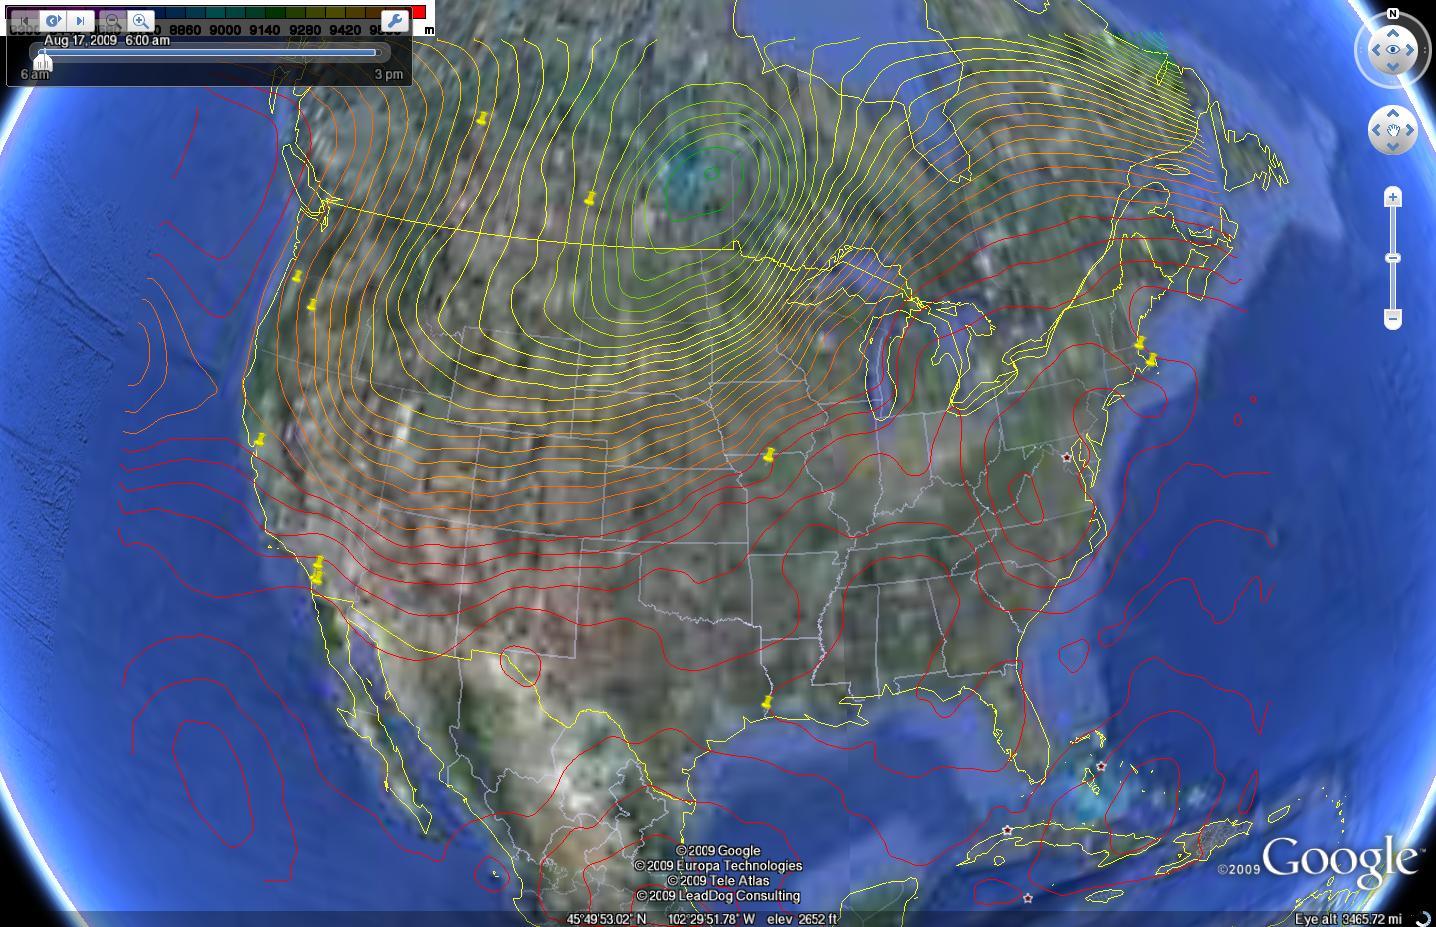 8860 9000 9140 9280 9420 m
Aug 17, 2009 6:00 am
6 am 3 pm
N
© 2009 Google
© 2009 Europa Technologies
© 2009 Tele Atlas
© 2009 LeadDog Consulting
©2009 Google™
45°49'53.02" N 102°29'51.78" W elev 2652 ft
Eye alt 3465.72 mi